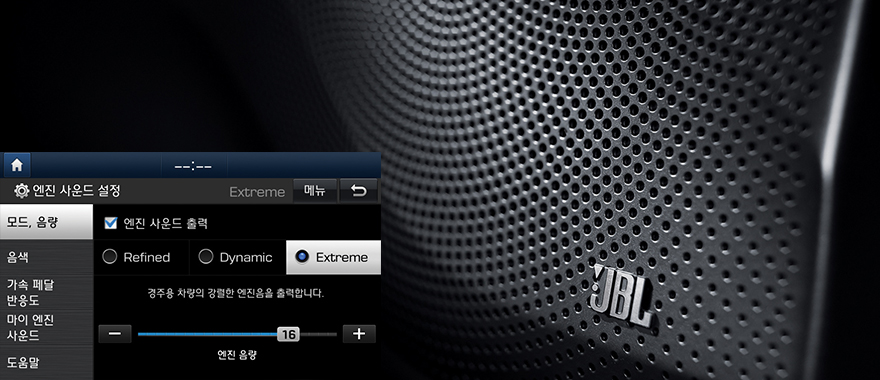 --:--
엔진 사운드 설정 Extreme 메뉴
모드, 음량
엔진 사운드 출력
음색
Refined Dynamic Extreme
가속 페달
반응도
경주용 차량의 강렬한 엔진음을 출력합니다.
마이 엔진
사운드
16
엔진 음량
도움말
JBL